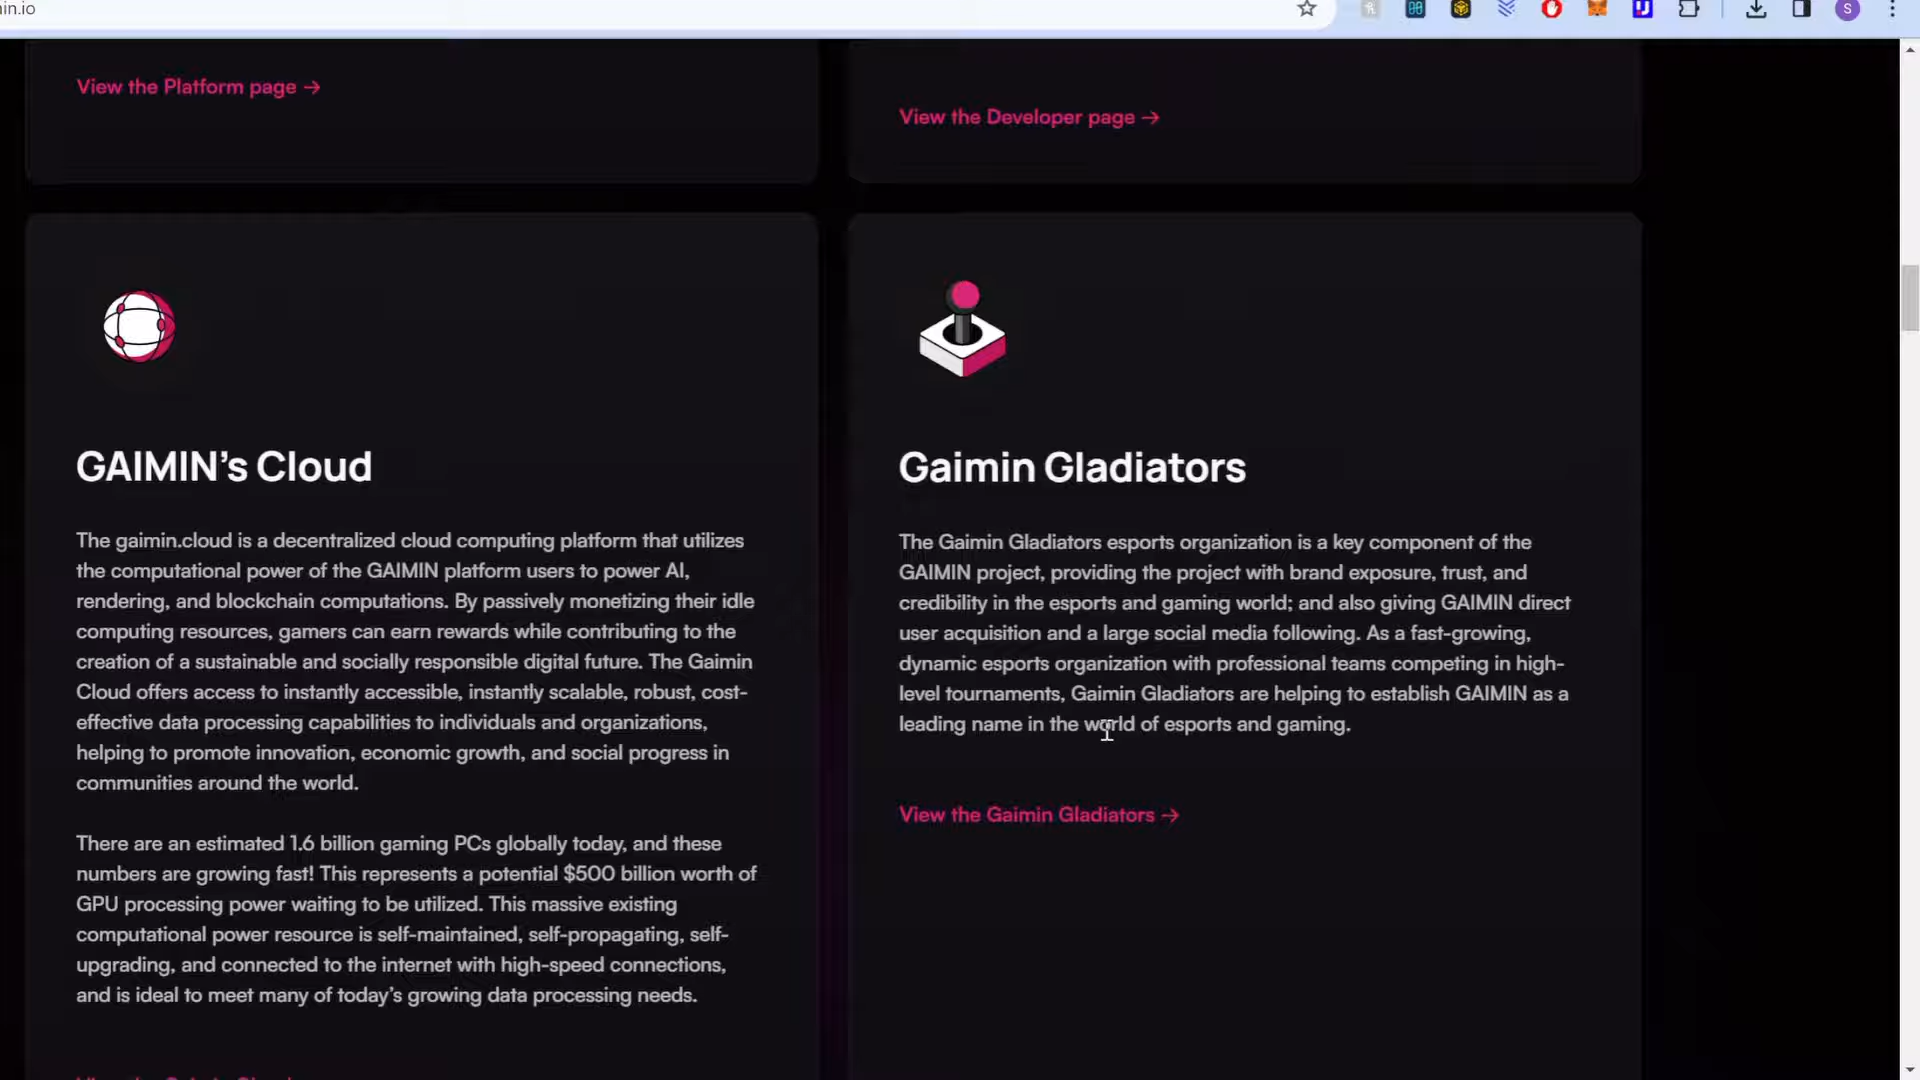 in.io
S
View the Platform page →
View the Developer page →
GAIMIN's Cloud
The gaimin.cloud is a decentralized cloud computing platform that utilizes
the computational power of the GAIMIN platform users to power AI,
rendering, and blockchain computations. By passively monetizing their idle
computing resources, gamers can earn rewards while contributing to the
creation of a sustainable and socially responsible digital future. The Gaimin
Cloud offers access to instantly accessible, instantly scalable, robust, cost-
effective data processing capabilities to individuals and organizations,
helping to promote innovation, economic growth, and social progress in
communities around the world.
There are an estimated 1.6 billion gaming PCs globally today, and these
numbers are growing fast! This represents a potential $500 billion worth of
GPU processing power waiting to be utilized. This massive existing
computational power resource is self-maintained, self-propagating, self-
upgrading, and connected to the internet with high-speed connections,
and is ideal to meet many of today's growing data processing needs.
Gaimin Gladiators
The Gaimin Gladiators esports organization is a key component of the
GAIMIN project, providing the project with brand exposure, trust, and
credibility in the esports and gaming world; and also giving GAIMIN direct
user acquisition and a large social media following. As a fast-growing,
dynamic esports organization with professional teams competing in high-
level tournaments, Gaimin Gladiators are helping to establish GAIMIN as a
leading name in the world of esports and gaming.
View the Gaimin Gladiators →